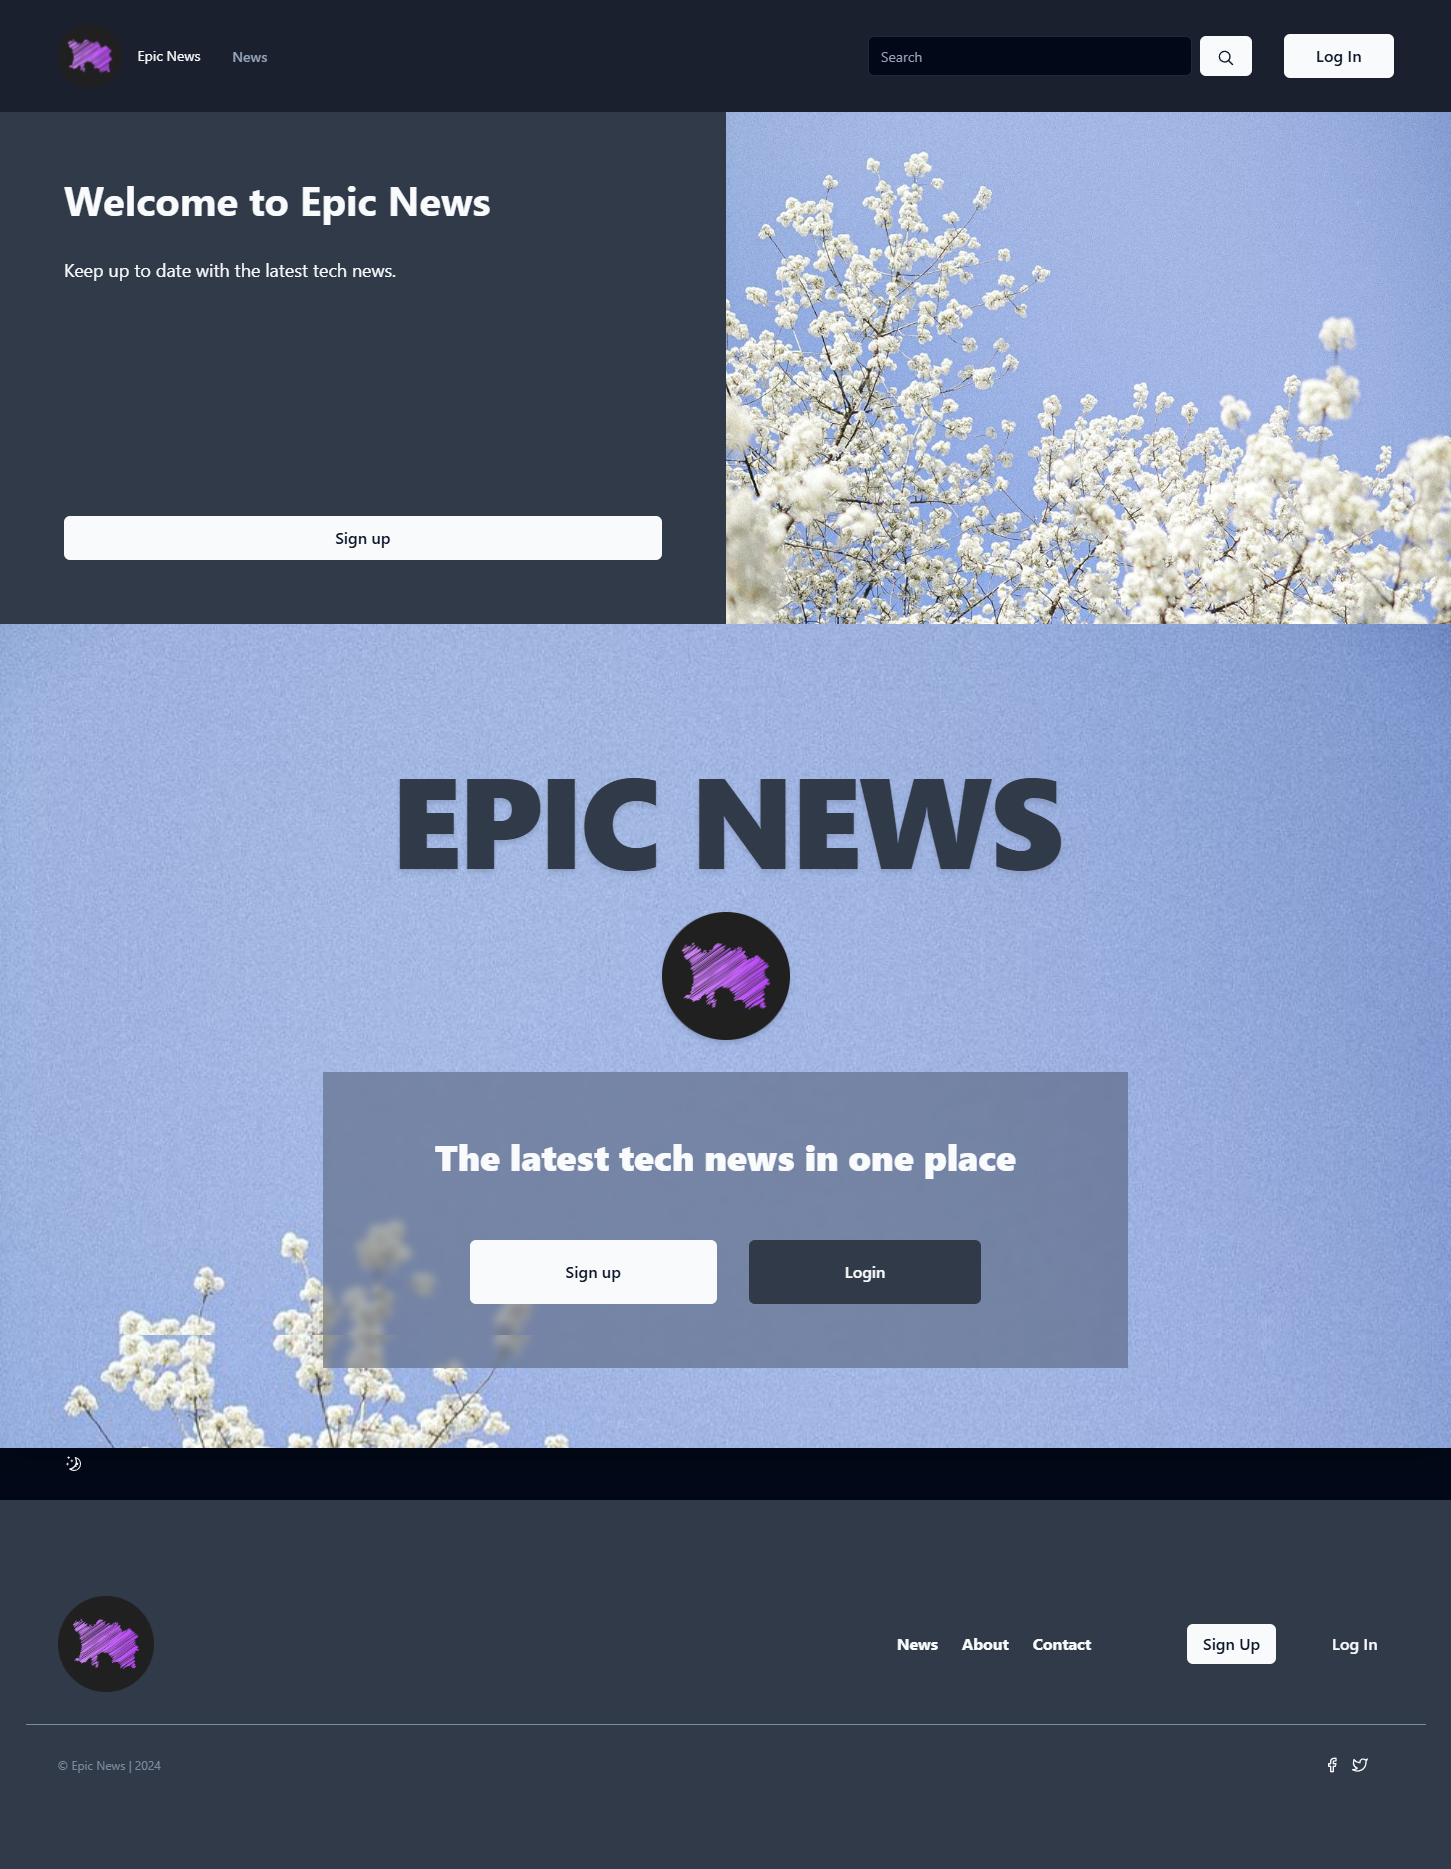 Epic News
News
Search
Log In
Welcome to Epic News
Keep up to date with the latest tech news.
Sign up
EPIC NEWS
The latest tech news in one place
Sign up
Login
News
About
Contact
Sign Up
Log In
© Epic News | 2024